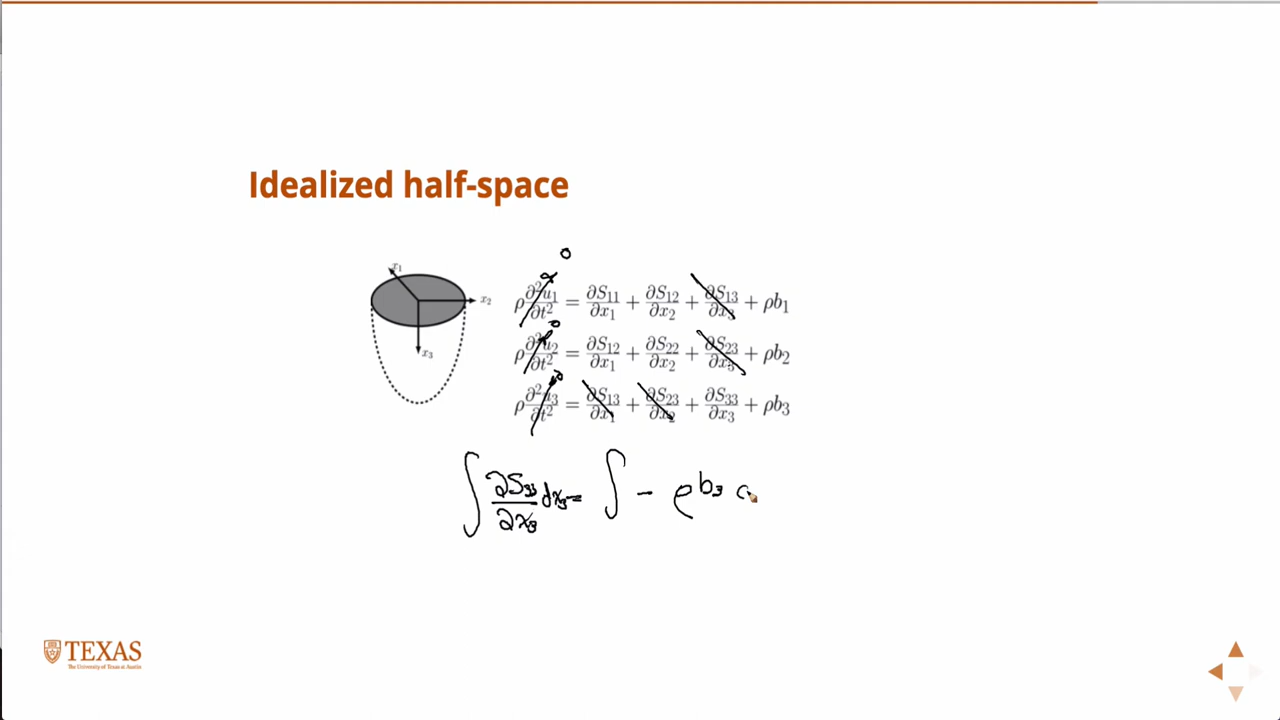 Idealized half-space
x₁
x₂
x₃
ρ ∂²u₁/∂t² = ∂S₁₁/∂x₁ + ∂S₁₂/∂x₂ + ∂S₁₃/∂x₃ + ρb₁
ρ ∂²u₂/∂t² = ∂S₁₂/∂x₁ + ∂S₂₂/∂x₂ + ∂S₂₃/∂x₃ + ρb₂
ρ ∂²u₃/∂t² = ∂S₁₃/∂x₁ + ∂S₂₃/∂x₂ + ∂S₃₃/∂x₃ + ρb₃
0
0
0
∫ ∂S₃₃/∂x₃ dx₃ = ∫ - ρb₃
TEXAS
The University of Texas at Austin